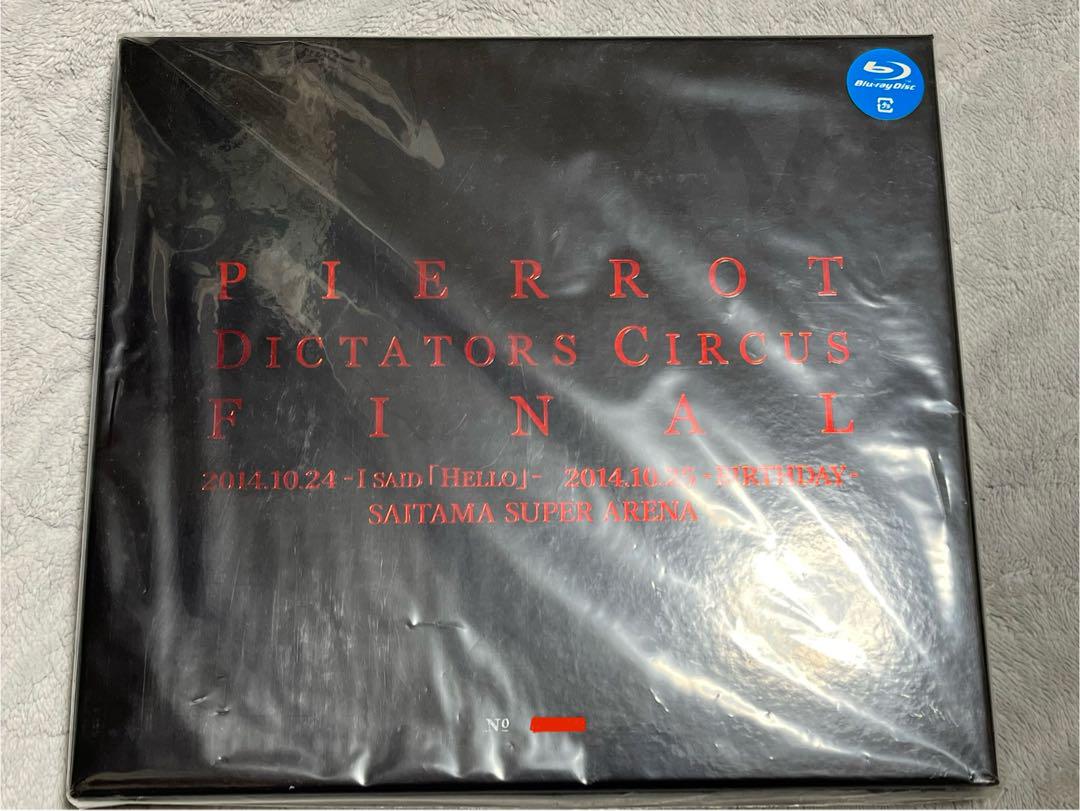 Blu-ray Disc
PIERROT
DICTATORS CIRCUS
FINAL
2014.10.24 -I SAID「HELLO」- 2014.10.25 -BIRTHDAY-
SAITAMA SUPER ARENA
Nº